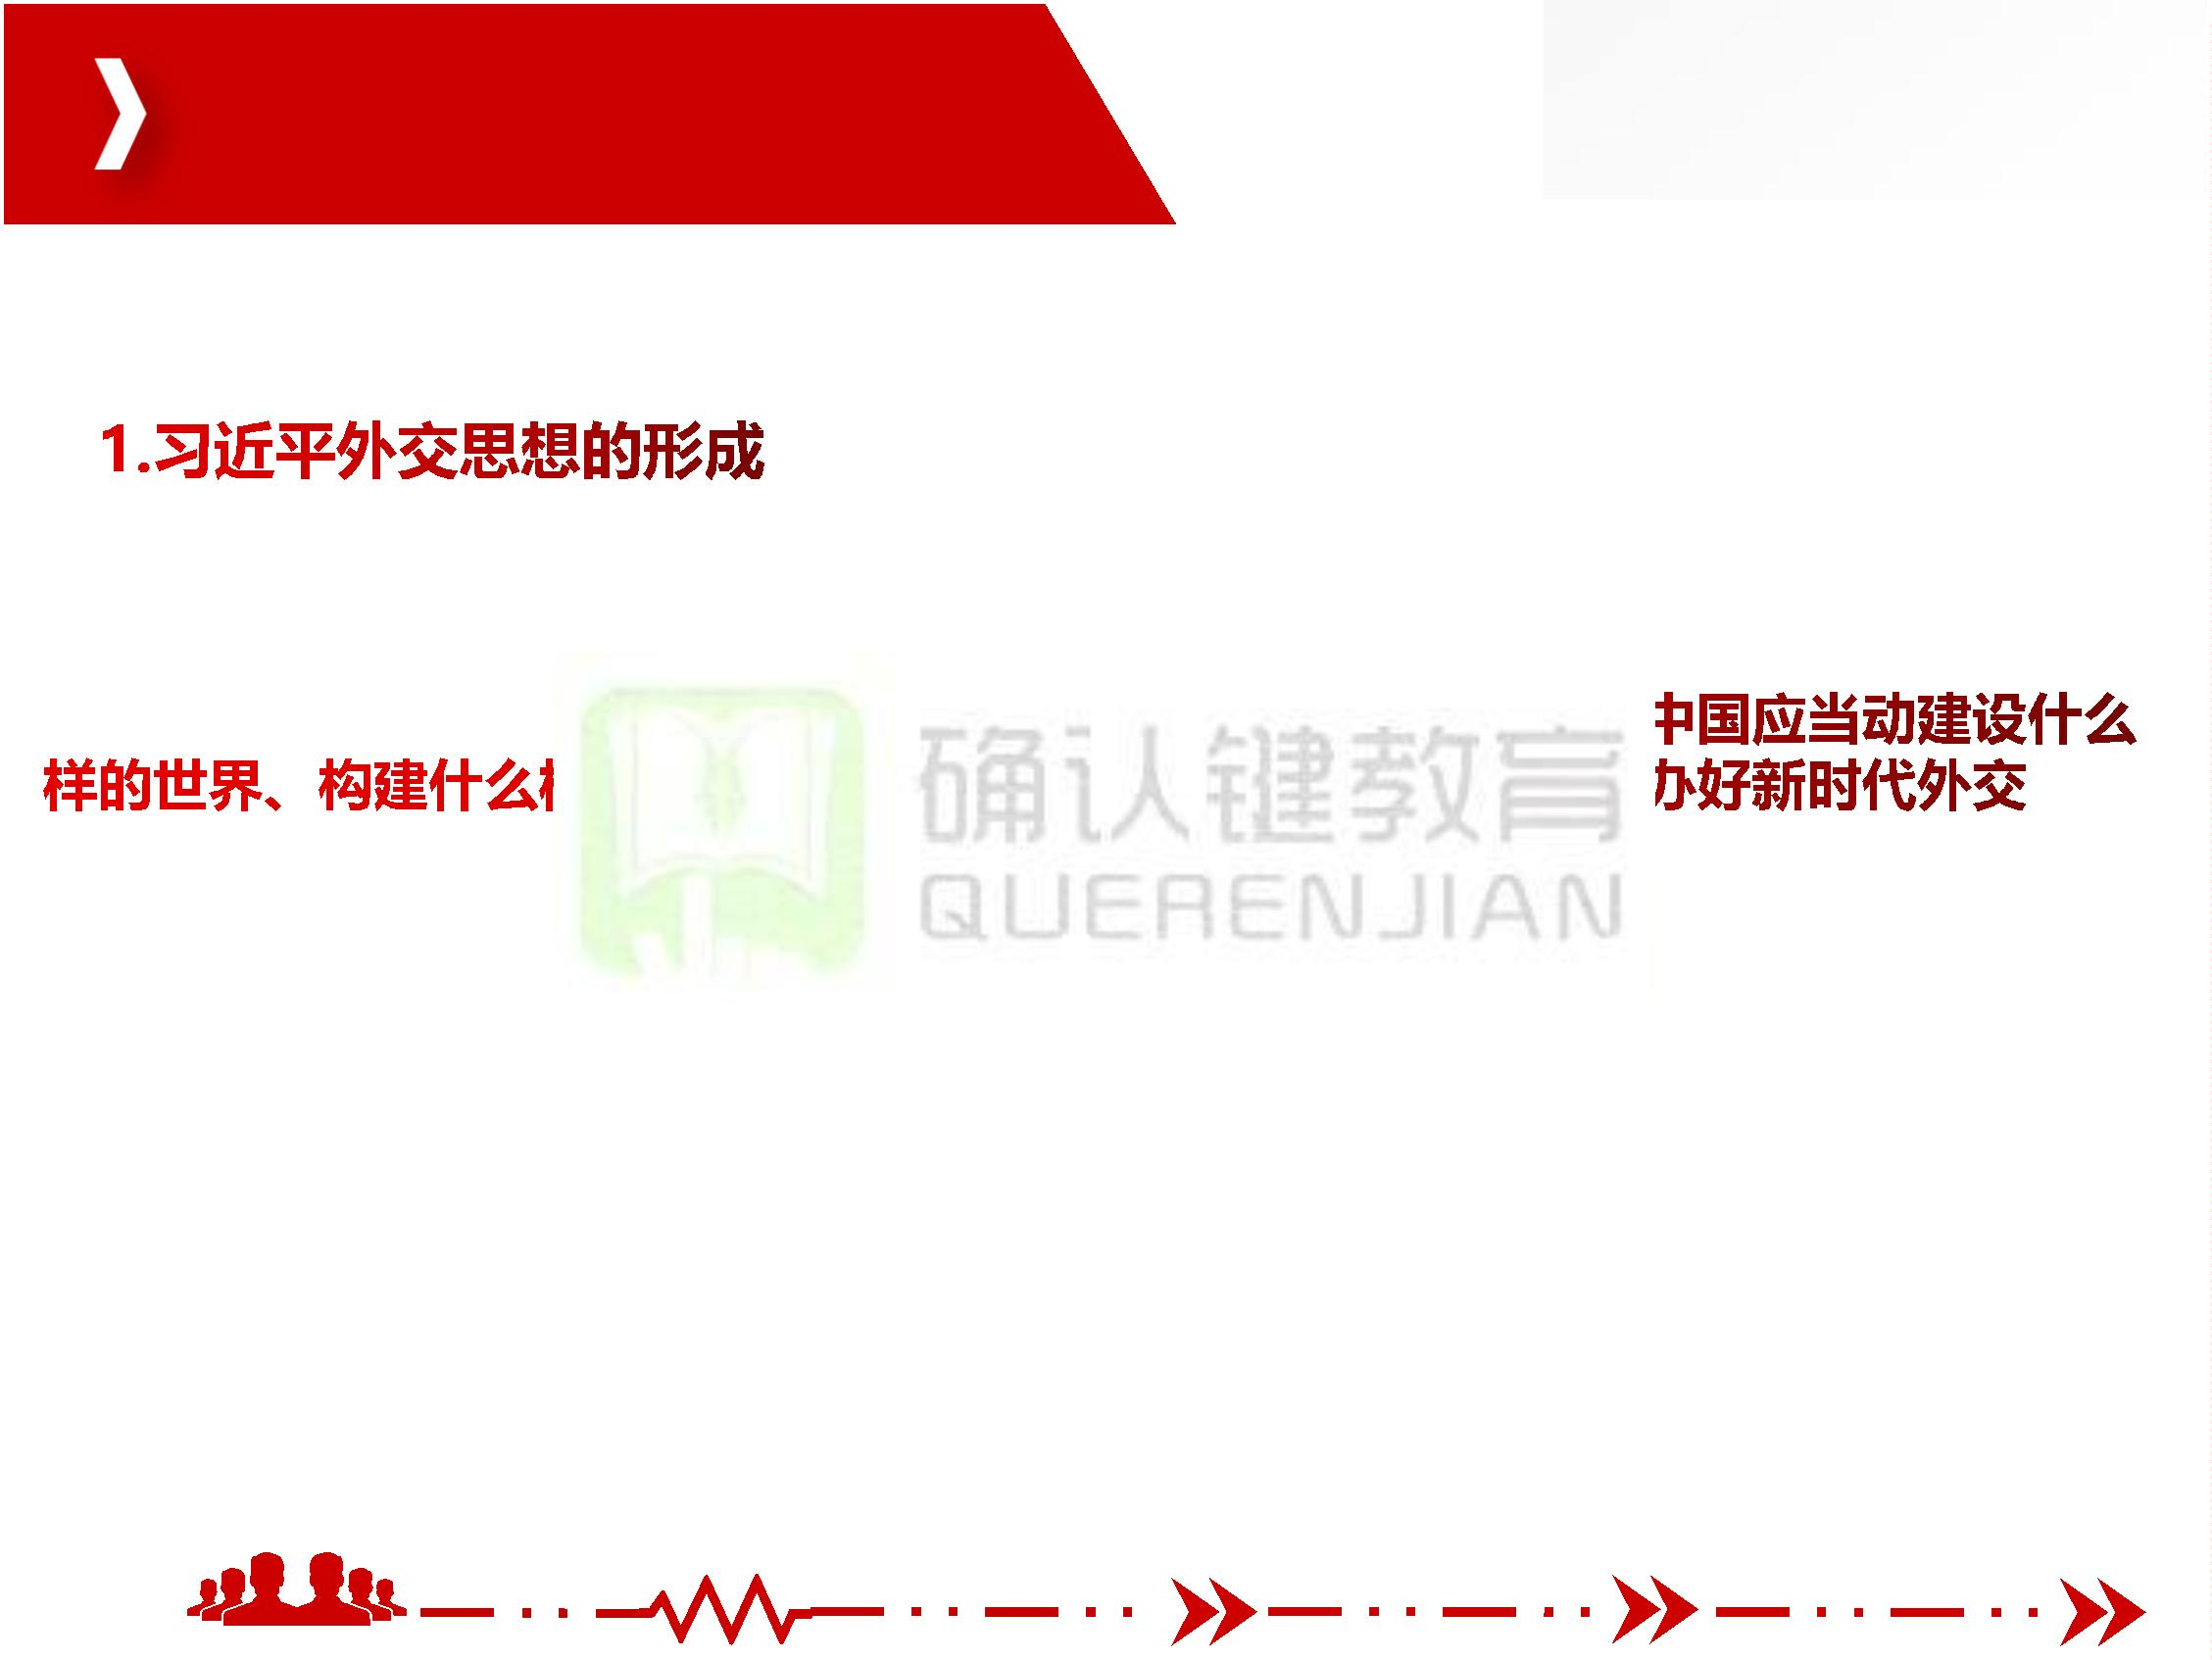 1.习近平外交思想的形成
国应当动建设什么
样的世界、构建什么
好新时代外交
确认键教育
QUERENJIAN